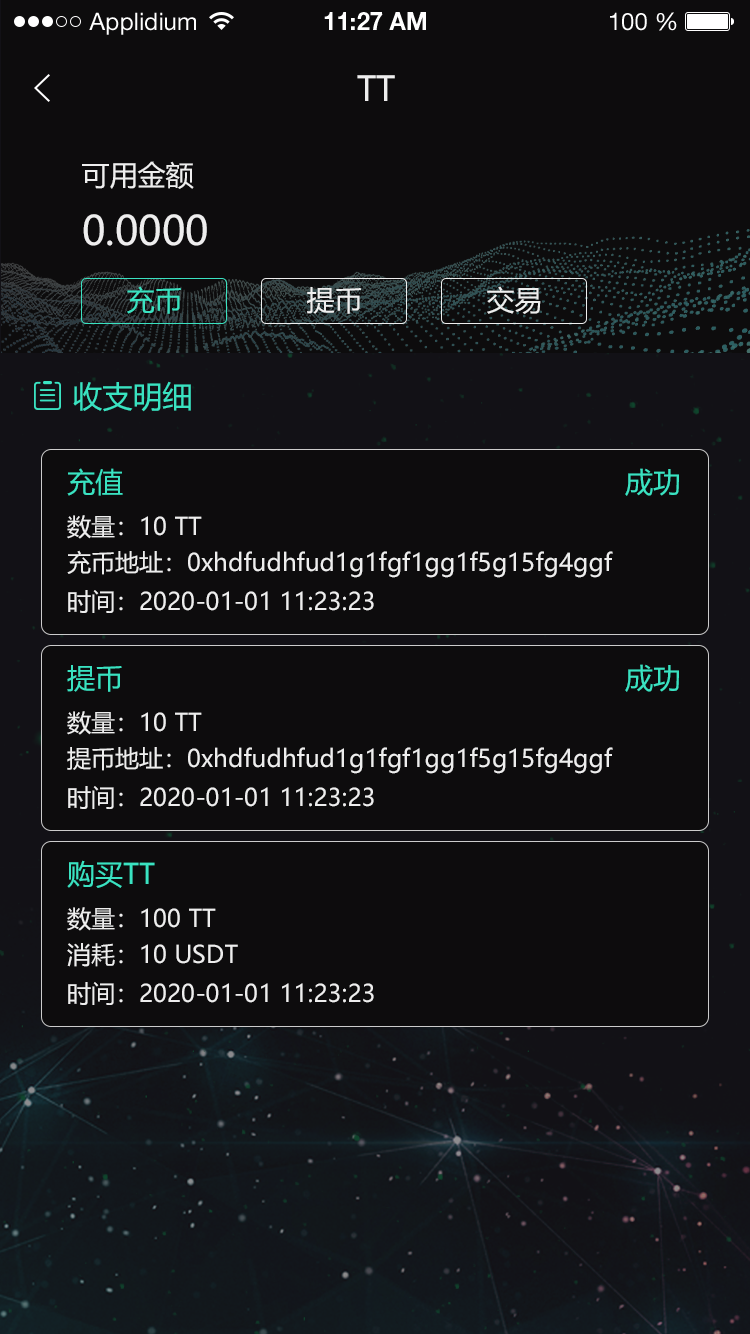 Applidium 11:27 AM 100 %
TT
可用金额
0.0000
充币 提币 交易
收支明细
充值 成功
数量：10 TT
充币地址：0xhdfudhfud1g1fgf1gg1f5g15fg4ggf
时间：2020-01-01 11:23:23
提币 成功
数量：10 TT
提币地址：0xhdfudhfud1g1fgf1gg1f5g15fg4ggf
时间：2020-01-01 11:23:23
购买TT
数量：100 TT
消耗：10 USDT
时间：2020-01-01 11:23:23